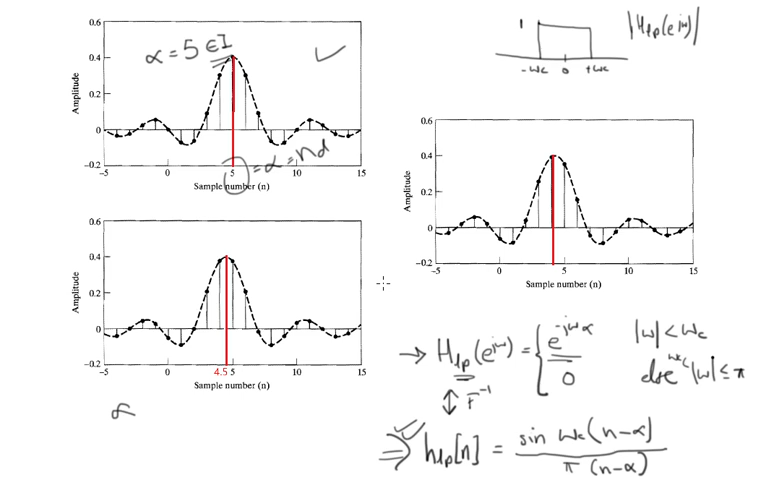 0.6
α = 5 ∈ I
0.4
0.2
0
-0.2
-5 0 5 10 15
Amplitude
= α = nd
Sample number (n)
0.6
0.4
0.2
0
-0.2
-5 0 4.5 5 10 15
Amplitude
Sample number (n)
α
1
-ωc 0 +ωc
|Hlp(e^jω)|
0.6
0.4
0.2
0
-0.2
-5 0 5 10 15
Amplitude
Sample number (n)
→ Hlp(e^jω) = { e^-jωα |ω| < ωc
0 else ωc<|ω| ≤ π
↕ F^-1
⇒ hlp[n] = sin ωc(n-α)
π (n-α)